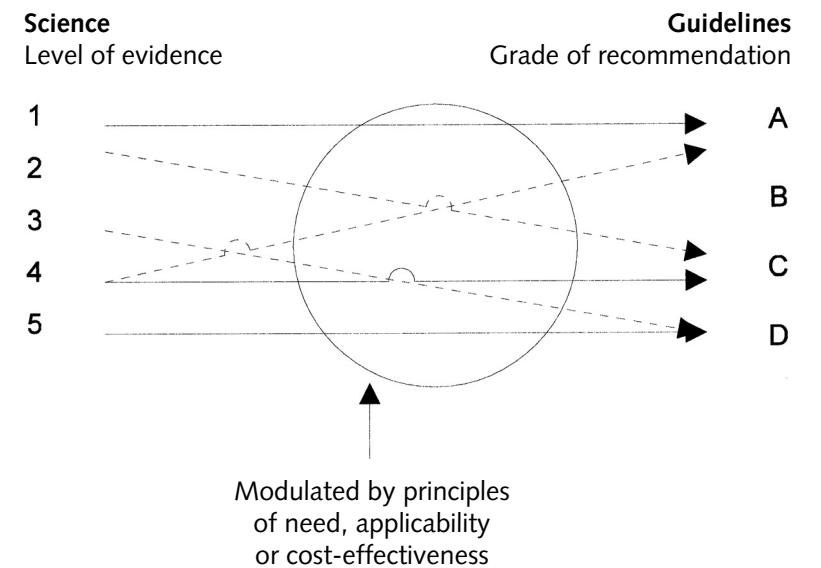 Science
Level of evidence
Guidelines
Grade of recommendation
1
2
3
4
5
A
B
C
D
Modulated by principles
of need, applicability
or cost-effectiveness